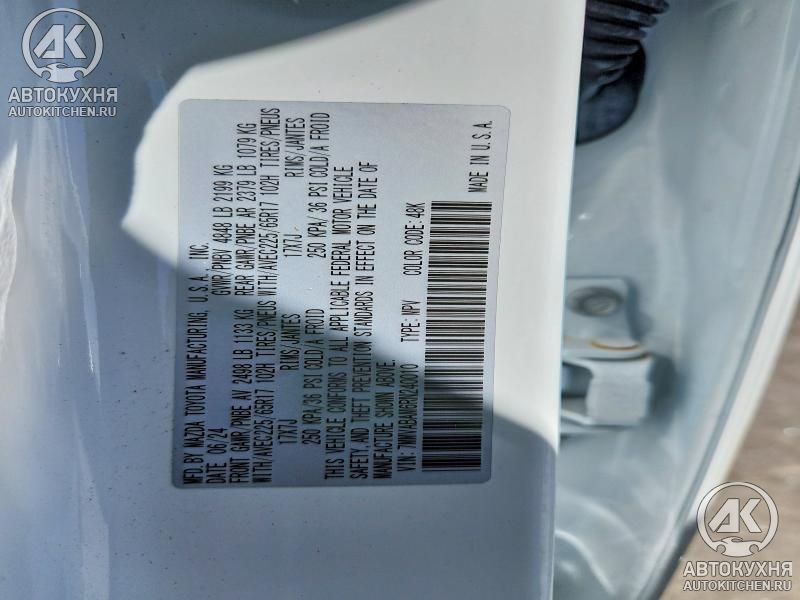 AK
АВТОКУХНЯ
AUTOKITCHEN.RU
MFD. BY MAZDA TOYOTA MANUFACTURING, U.S.A., INC.
DATE 06/24 GVWR/PNBV 4848 LB 2199 KG
FRONT GAWR/PNBE AV 2498 LB 1133 KG REAR GAWR/PNBE AR 2379 LB 1079 KG
WITH/AVEC225/65R17 102H TIRES/PNEUS WITH/AVEC225/65R17 102H TIRES/PNEUS
17X7J RIMS/JANTES 17X7J RIMS/JANTES
250 KPA/36 PSI COLD/A FROID 250 KPA/36 PSI COLD/A FROID
THIS VEHICLE CONFORMS TO ALL APPLICABLE FEDERAL MOTOR VEHICLE
SAFETY, AND THEFT PREVENTION STANDARDS IN EFFECT ON THE DATE OF
MANUFACTURE SHOWN ABOVE.
VIN: TYPE: NPV COLOR CODE: 48K
MADE IN U.S.A.
AK
АВТОКУХНЯ
AUTOKITCHEN.RU